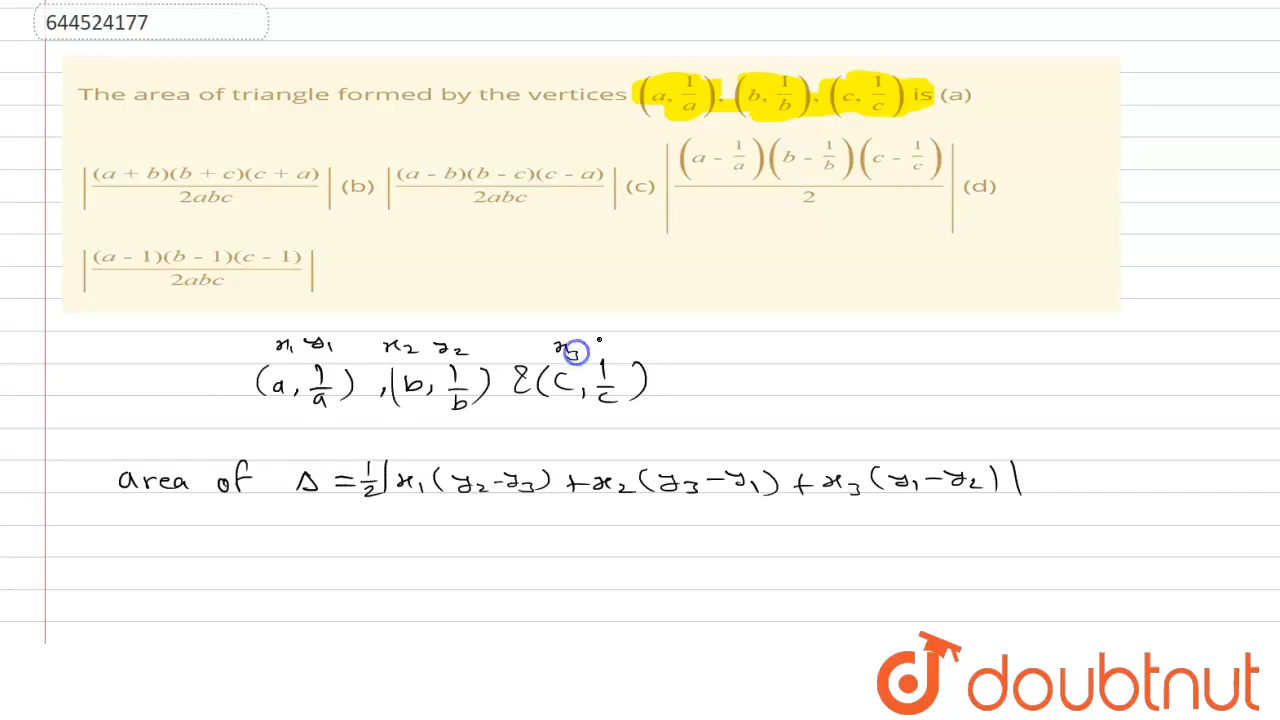 644524177
The area of triangle formed by the vertices (a, 1/a), (b, 1/b), (c, 1/c) is (a)
|(a + b)(b + c)(c + a)/2abc| (b) |(a - b)(b - c)(c - a)/2abc| (c) |(a - 1/a)(b - 1/b)(c - 1/c)/2| (d)
|(a - 1)(b - 1)(c - 1)/2abc|
x₁ y₁ x₂ y₂ x₃
(a, 1/a) , (b, 1/b) & (c, 1/c)
area of Δ = 1/2 |x₁(y₂-y₃) + x₂(y₃-y₁) + x₃(y₁-y₂)|
doubtnut